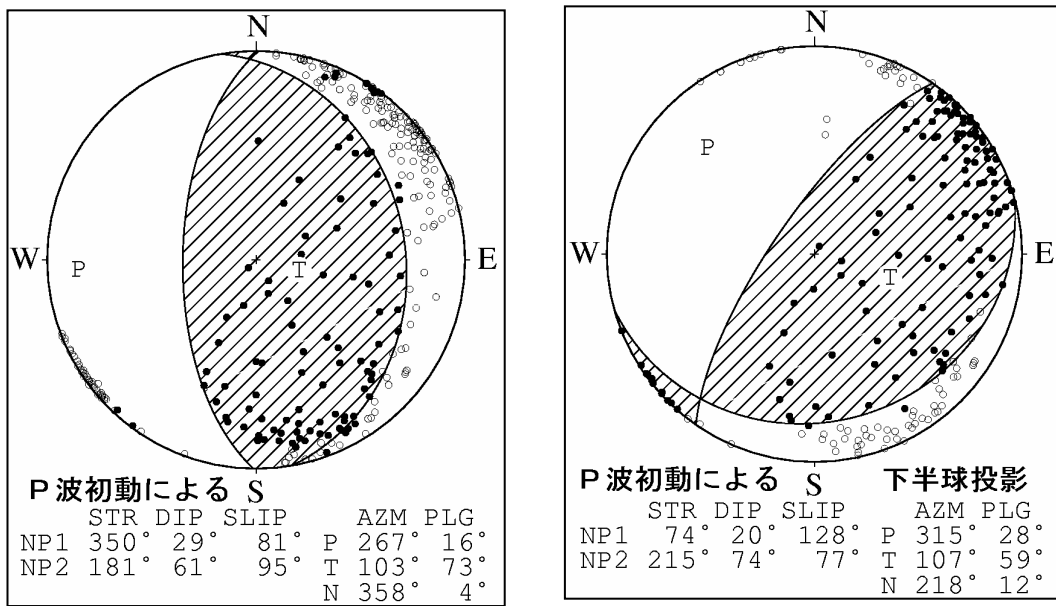 N
W
P
T
E
P波初動による S
STR DIP SLIP AZM PLG
NP1 350° 29° 81° P 267° 16°
NP2 181° 61° 95° T 103° 73°
N 358° 4°
N
P
W
T
E
P波初動による S 下半球投影
STR DIP SLIP AZM PLG
NP1 74° 20° 128° P 315° 28°
NP2 215° 74° 77° T 107° 59°
N 218° 12°